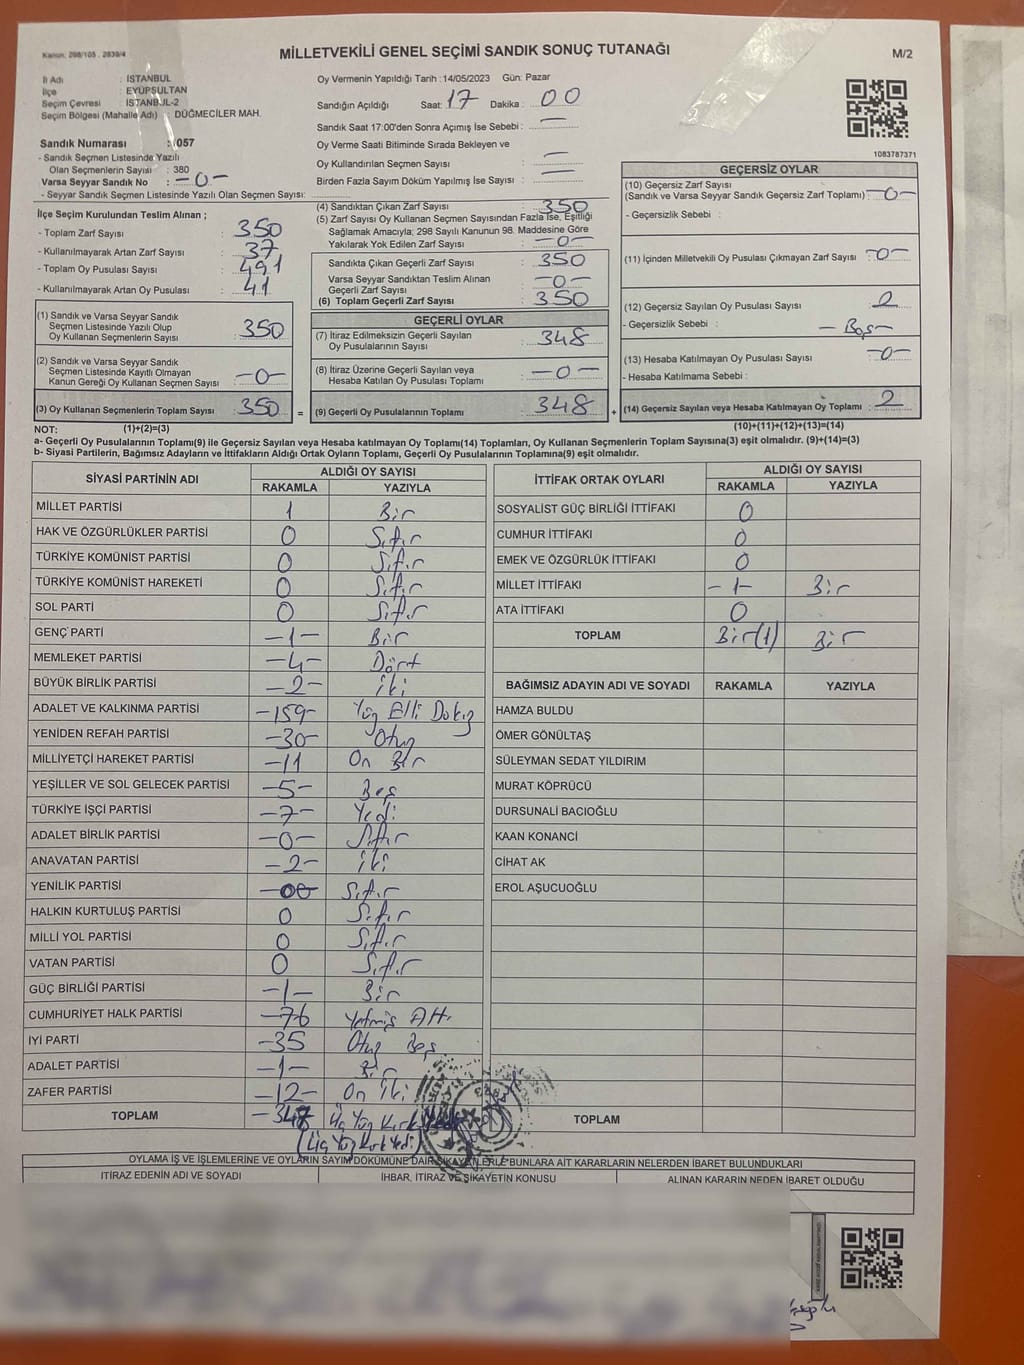 Kanun: 298/105 . 2839/4
MİLLETVEKİLİ GENEL SEÇİMİ SANDIK SONUÇ TUTANAĞI
M/2
İl Adı : İSTANBUL
İlçe : EYÜPSULTAN
Seçim Çevresi : İSTANBUL-2
Seçim Bölgesi (Mahalle Adı) : DÜĞMECİLER MAH.
Sandık Numarası : 1057
- Sandık Seçmen Listesinde Yazılı
Olan Seçmenlerin Sayısı : 380
Varsa Seyyar Sandık No : -0-
- Seyyar Sandık Seçmen Listesinde Yazılı Olan Seçmen Sayısı:
İlçe Seçim Kurulundan Teslim Alınan ;
- Toplam Zarf Sayısı : 350
- Kullanılmayarak Artan Zarf Sayısı : 37
- Toplam Oy Pusulası Sayısı : 491
- Kullanılmayarak Artan Oy Pusulası : 41
(1) Sandık ve Varsa Seyyar Sandık
Seçmen Listesinde Yazılı Olup
Oy Kullanan Seçmenlerin Sayısı : 350
(2) Sandık ve Varsa Seyyar Sandık
Seçmen Listesinde Kayıtlı Olmayan
Kanun Gereği Oy Kullanan Seçmen Sayısı : -0-
(3) Oy Kullanan Seçmenlerin Toplam Sayısı : 350 =
Oy Vermenin Yapıldığı Tarih :14/05/2023 Gün: Pazar
Sandığın Açıldığı Saat: 17 Dakika : 00
Sandık Saat 17:00'den Sonra Açımış İse Sebebi : —
Oy Verme Saati Bitiminde Sırada Bekleyen ve
Oy Kullandırılan Seçmen Sayısı : —
Birden Fazla Sayım Döküm Yapılmış İse Sayısı : —
(4) Sandıktan Çıkan Zarf Sayısı : 350
(5) Zarf Sayısı Oy Kullanan Seçmen Sayısından Fazla İse, Eşitliği
Sağlamak Amacıyla; 298 Sayılı Kanunun 98. Maddesine Göre
Yakılarak Yok Edilen Zarf Sayısı : -0-
Sandıkta Çıkan Geçerli Zarf Sayısı : 350
Varsa Seyyar Sandıktan Teslim Alınan
Geçerli Zarf Sayısı : -0-
(6) Toplam Geçerli Zarf Sayısı : 350
GEÇERLİ OYLAR
(7) İtiraz Edilmeksizin Geçerli Sayılan
Oy Pusulalarının Sayısı : 348
(8) İtiraz Üzerine Geçerli Sayılan veya
Hesaba Katılan Oy Pusulası Toplamı : -0-
(9) Geçerli Oy Pusulalarının Toplamı : 348 +
1083787371
GEÇERSİZ OYLAR
(10) Geçersiz Zarf Sayısı
(Sandık ve Varsa Seyyar Sandık Geçersiz Zarf Toplamı) : -0-
- Geçersizlik Sebebi :
(11) İçinden Milletvekili Oy Pusulası Çıkmayan Zarf Sayısı : -0-
(12) Geçersiz Sayılan Oy Pusulası Sayısı : 2
- Geçersizlik Sebebi : - Boş -
(13) Hesaba Katılmayan Oy Pusulası Sayısı : -0-
- Hesaba Katılmama Sebebi :
(14) Geçersiz Sayılan veya Hesaba Katılmayan Oy Toplamı : 2
NOT: (1)+(2)=(3) (10)+(11)+(12)+(13)=(14)
a- Geçerli Oy Pusulalarının Toplamı(9) ile Geçersiz Sayılan veya Hesaba katılmayan Oy Toplamı(14) Toplamları, Oy Kullanan Seçmenlerin Toplam Sayısına(3) eşit olmalıdır. (9)+(14)=(3)
b- Siyasi Partilerin, Bağımsız Adayların ve İttifakların Aldığı Ortak Oyların Toplamı, Geçerli Oy Pusulalarının Toplamına(9) eşit olmalıdır.
SİYASİ PARTİNİN ADI ALDIĞI OY SAYISI
RAKAMLA YAZIYLA
MİLLET PARTİSİ 1 Bir
HAK VE ÖZGÜRLÜKLER PARTİSİ 0 Sıfır
TÜRKİYE KOMÜNİST PARTİSİ 0 Sıfır
TÜRKİYE KOMÜNİST HAREKETİ 0 Sıfır
SOL PARTİ 0 Sıfır
GENÇ PARTİ -1- Bir
MEMLEKET PARTİSİ -4- Dört
BÜYÜK BİRLİK PARTİSİ -2- İki
ADALET VE KALKINMA PARTİSİ -159- Yüz Elli Dokuz
YENİDEN REFAH PARTİSİ -30- Otuz
MİLLİYETÇİ HAREKET PARTİSİ -11 On Bir
YEŞİLLER VE SOL GELECEK PARTİSİ -5- Beş
TÜRKİYE İŞÇİ PARTİSİ -7- Yedi
ADALET BİRLİK PARTİSİ -0- Sıfır
ANAVATAN PARTİSİ -2- İki
YENİLİK PARTİSİ -00- Sıfır
HALKIN KURTULUŞ PARTİSİ 0 Sıfır
MİLLİ YOL PARTİSİ 0 Sıfır
VATAN PARTİSİ 0 Sıfır
GÜÇ BİRLİĞİ PARTİSİ -1- Bir
CUMHURİYET HALK PARTİSİ -76 Yetmiş Altı
İYİ PARTİ -35 Otuz Beş
ADALET PARTİSİ -1- Bir
ZAFER PARTİSİ -12- On İki
TOPLAM -347 Üç Yüz Kırk Yedi
(Üç Yüz Kırk Yedi)
İTTİFAK ORTAK OYLARI ALDIĞI OY SAYISI
RAKAMLA YAZIYLA
SOSYALİST GÜÇ BİRLİĞİ İTTİFAKI 0
CUMHUR İTTİFAKI 0
EMEK VE ÖZGÜRLÜK İTTİFAKI 0
MİLLET İTTİFAKI -1- Bir
ATA İTTİFAKI 0
TOPLAM Bir(1) Bir
BAĞIMSIZ ADAYIN ADI VE SOYADI RAKAMLA YAZIYLA
HAMZA BULDU
ÖMER GÖNÜLTAŞ
SÜLEYMAN SEDAT YILDIRIM
MURAT KÖPRÜCÜ
DURSUNALİ BACIOĞLU
KAAN KONANCİ
CİHAT AK
EROL AŞUCUOĞLU
TOPLAM
OYLAMA İŞ VE İŞLEMLERİNE VE OYLARIN SAYIM DÖKÜMÜNE DAİR ŞİKAYETLERLE BUNLARA AİT KARARLARIN NELERDEN İBARET BULUNDUKLARI
İTİRAZ EDENİN ADI VE SOYADI İHBAR, İTİRAZ VE ŞİKAYETİN KONUSU ALINAN KARARIN NEDEN İBARET OLDUĞU